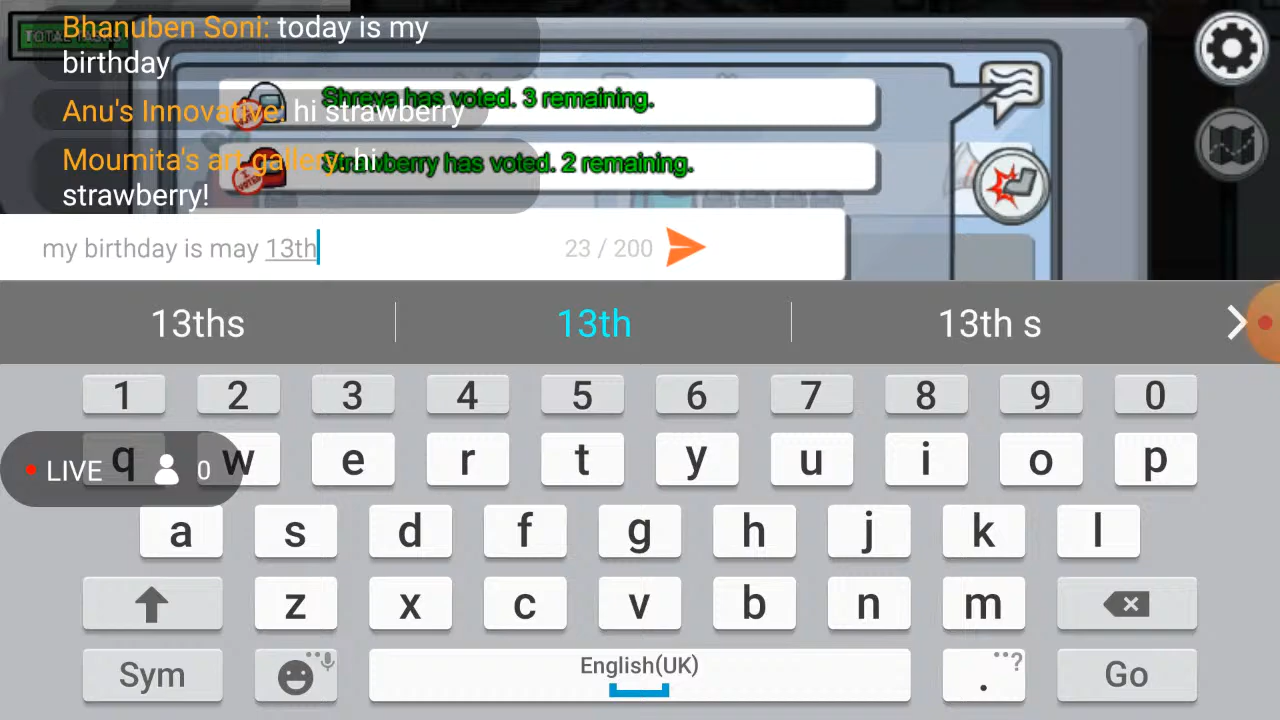 TOTAL TASKS
Bhanuben Soni: today is my
birthday
Shreya has voted. 3 remaining.
Anu's Innovative: hi strawberry
Moumita's art gallery: hi
Strawberry has voted. 2 remaining.
strawberry!
my birthday is may 13th
23 / 200
13ths 13th 13th s
1 2 3 4 5 6 7 8 9 0
q w e r t y u i o p
LIVE 0
a s d f g h j k l
z x c v b n m
English(UK)
Sym . ? Go